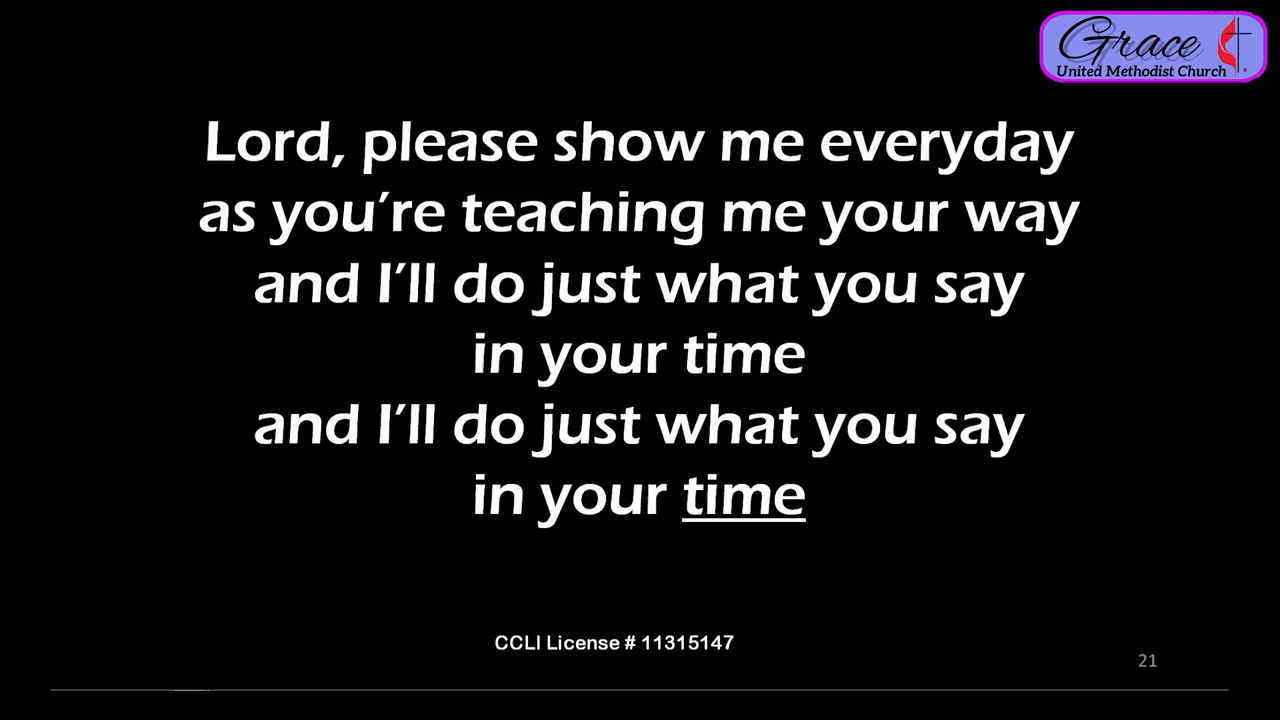 Grace
United Methodist Church
Lord, please show me everyday
as you’re teaching me your way
and I’ll do just what you say
in your time
and I’ll do just what you say
in your time
CCLI License # 11315147
21